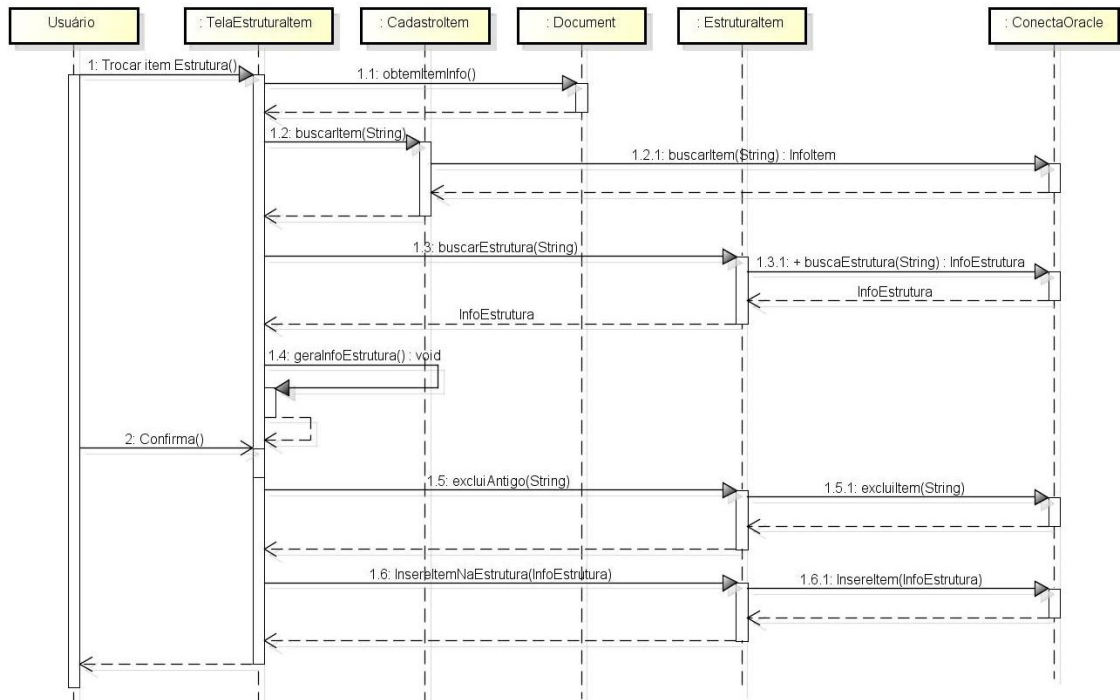 Usuário
: TelaEstruturaItem
: CadastroItem
: Document
: EstruturaItem
: ConectaOracle
1: Trocar item Estrutura()
1.1: obtemItemInfo()
1.2: buscarItem(String)
1.2.1: buscarItem(String) : InfoItem
1.3: buscarEstrutura(String)
1.3.1: + buscaEstrutura(String) : InfoEstrutura
InfoEstrutura
InfoEstrutura
1.4: geraInfoEstrutura() : void
2: Confirma()
1.5: excluiAntigo(String)
1.5.1: excluiItem(String)
1.6: InsereItemNaEstrutura(InfoEstrutura)
1.6.1: InsereItem(InfoEstrutura)